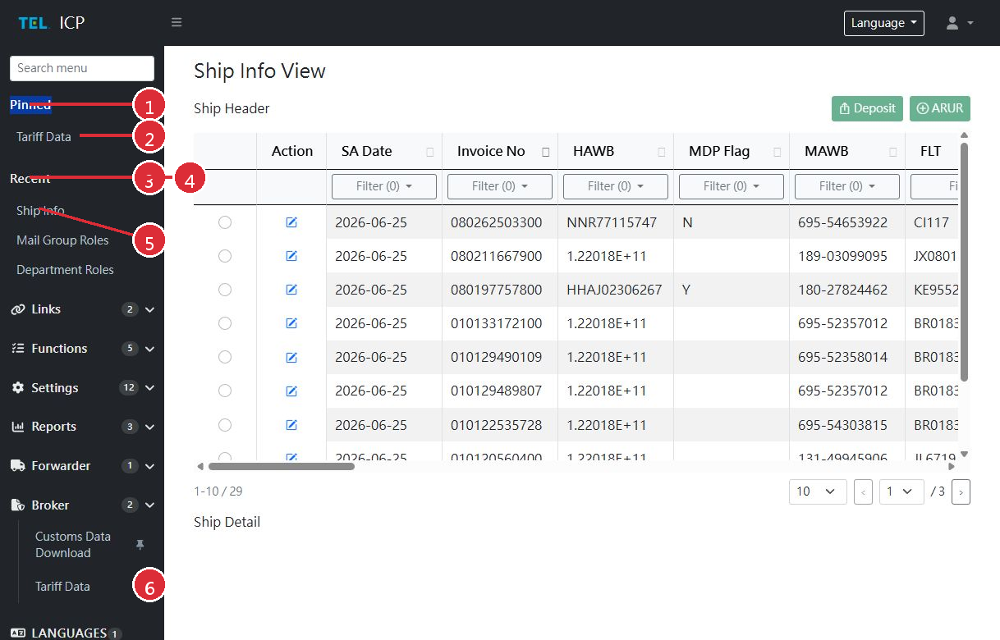 TEL ICP
Language
Search menu
Pinned
1
Tariff Data
2
Recent
3
4
Ship Info
5
Mail Group Roles
Department Roles
Links 2
Functions 5
Settings 12
Reports 3
Forwarder 1
Broker 2
Customs Data
Download
Tariff Data
6
LANGUAGES 1
Ship Info View
Ship Header
Deposit ARUR
Action SA Date Invoice No HAWB MDP Flag MAWB FLT
Filter (0) Filter (0) Filter (0) Filter (0) Filter (0) Fi
2026-06-25 080262503300 NNR77115747 N 695-54653922 CI117
2026-06-25 080211667900 1.22018E+11 189-03099095 JX0801
2026-06-25 080197757800 HHAJ02306267 Y 180-27824462 KE9552
2026-06-25 010133172100 1.22018E+11 695-52357012 BR0183
2026-06-25 010129490109 1.22018E+11 695-52358014 BR0183
2026-06-25 010129489807 1.22018E+11 695-52357012 BR0183
2026-06-25 010122535728 1.22018E+11 695-54303815 BR0183
2026-06-25 010120560400 1.22018E+11 131-49945906 JL6719
1-10 / 29
10 < 1 / 3 >
Ship Detail